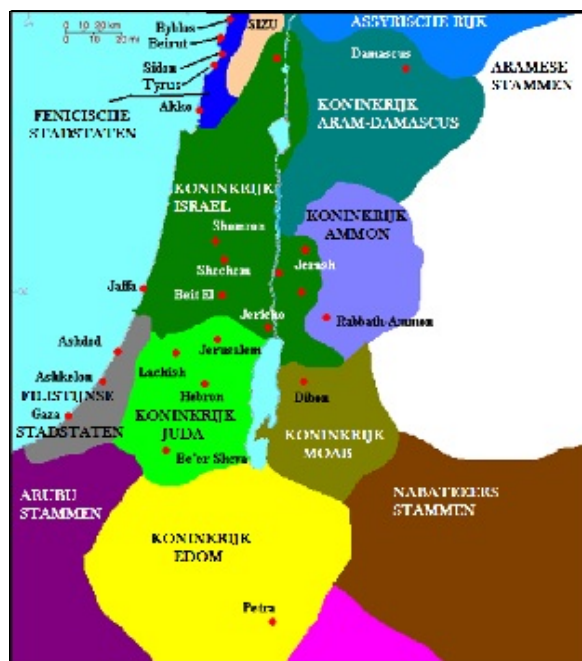 0 10 20 km
0 10 20 mi
Byblos
Beirut
Sidon
Tyrus
Akko
SIZU
ASSYRISCHE RIJK
Damascus
ARAMESE
STAMMEN
FENICISCHE
STADSTATEN
KONINKRIJK
ARAM-DAMASCUS
KONINKRIJK
ISRAEL
KONINKRIJK
AMMON
Shomron
Shechem
Jerash
Jaffa
Beit El
Jericho
Rabbath-Ammon
Ashdod
Jerusalem
Lachish
Ashkelon
Hebron
Dibon
FILISTIJNSE
Gaza
STADSTATEN
KONINKRIJK
JUDA
KONINKRIJK
MOAB
Be'er Sheva
ARUBU
STAMMEN
NABATEEERS
STAMMEN
KONINKRIJK
EDOM
Petra